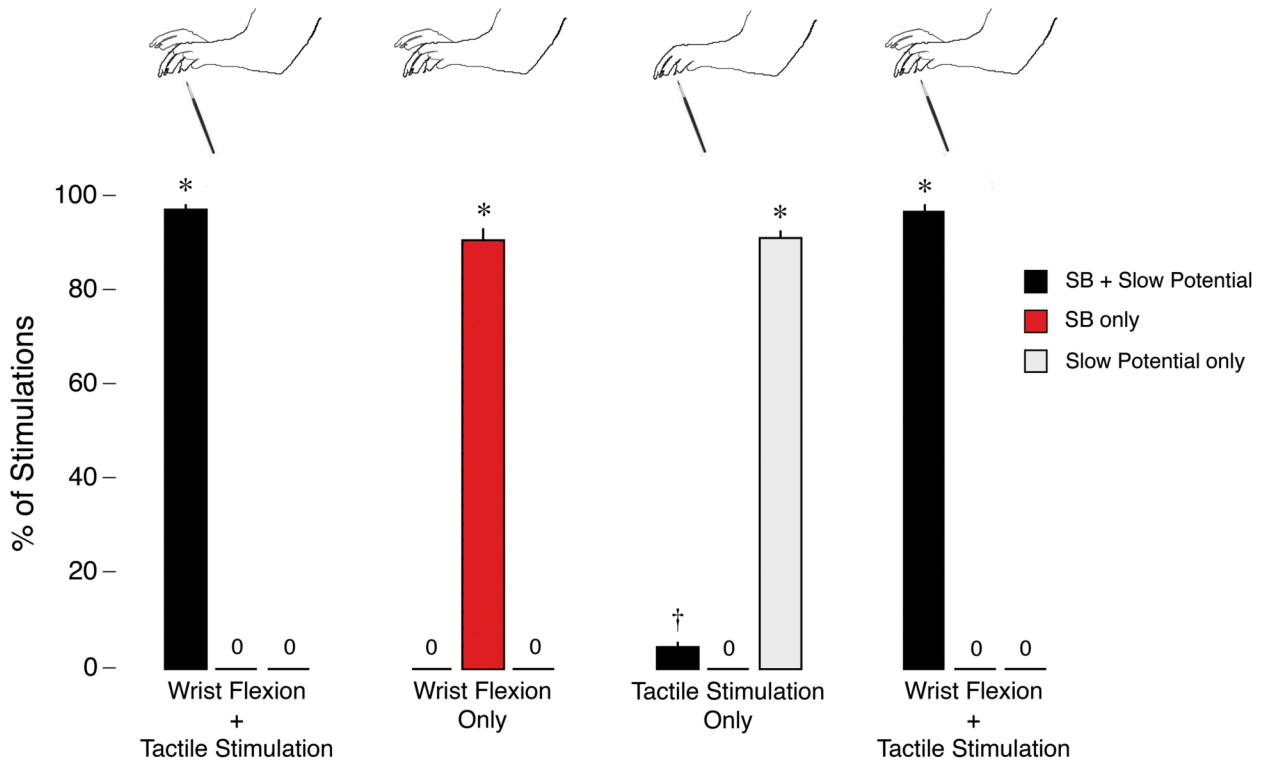 % of Stimulations
100
80
60
40
20
0
*
0
0
0
*
0
†
0
*
*
0
0
Wrist Flexion
+
Tactile Stimulation
Wrist Flexion
Only
Tactile Stimulation
Only
Wrist Flexion
+
Tactile Stimulation
SB + Slow Potential
SB only
Slow Potential only